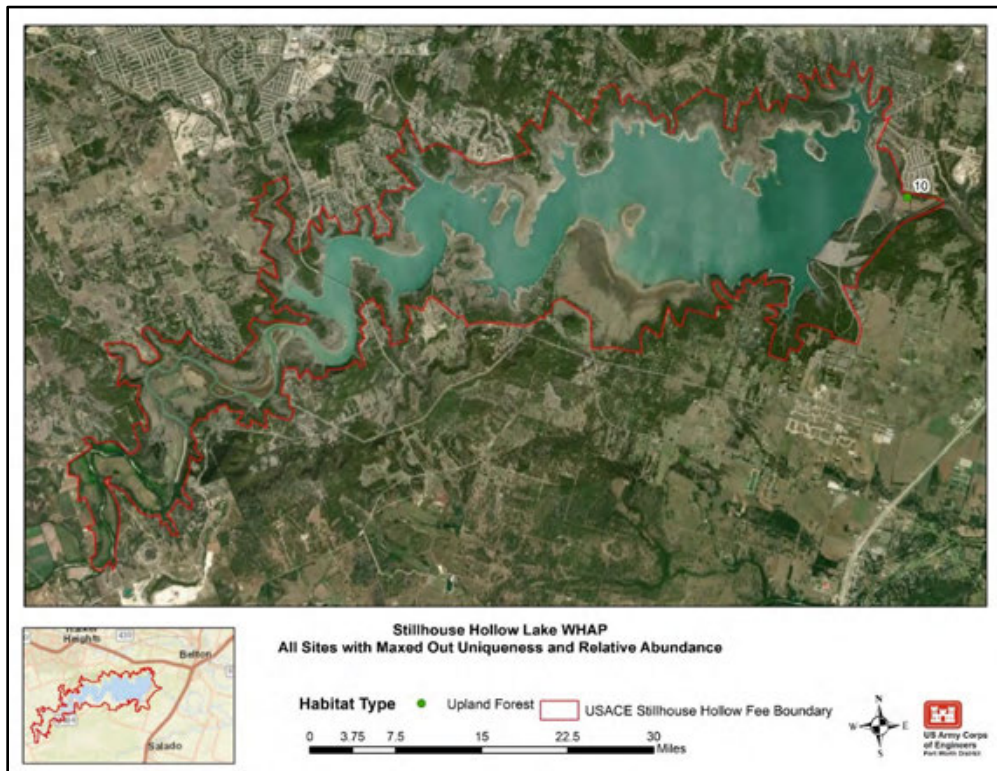 10
Heights
Belton
Salado
Stillhouse Hollow Lake WHAP
All Sites with Maxed Out Uniqueness and Relative Abundance
Habitat Type
Upland Forest
USACE Stillhouse Hollow Fee Boundary
0 3.75 7.5 15 22.5 30
Miles
N
W E
S
US Army Corps
of Engineers
Fort Worth District